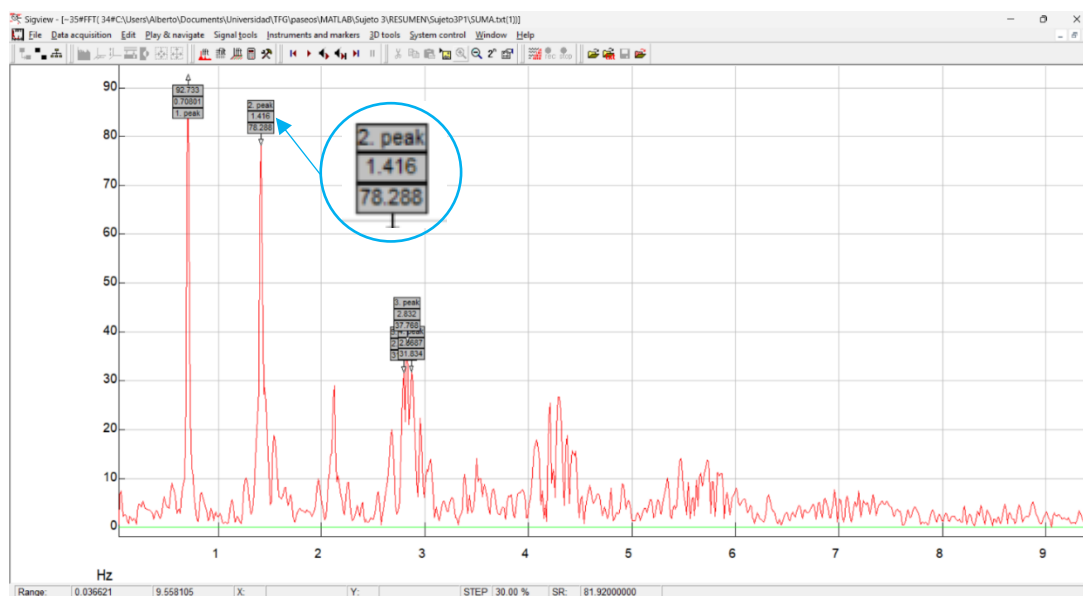 Sigview - [~35#FFT( 34#C:\Users\Alberto\Documents\Universidad\TFG\paseos\MATLAB\Sujeto 3\RESUMEN\Sujeto3P1\SUMA.txt(1))]
File Data acquisition Edit Play & navigate Signal tools Instruments and markers 3D tools System control Window Help
90
92.733
0.70801
1. peak
2. peak
1.416
78.288
2. peak
1.416
78.288
80
70
60
50
3. peak
2.832
37.768
40
2.8687
31.834
30
20
10
0
1 2 3 4 5 6 7 8 9
Hz
Range: 0.036621 9.558105 X: Y: STEP 30.00 % SR: 81.92000000